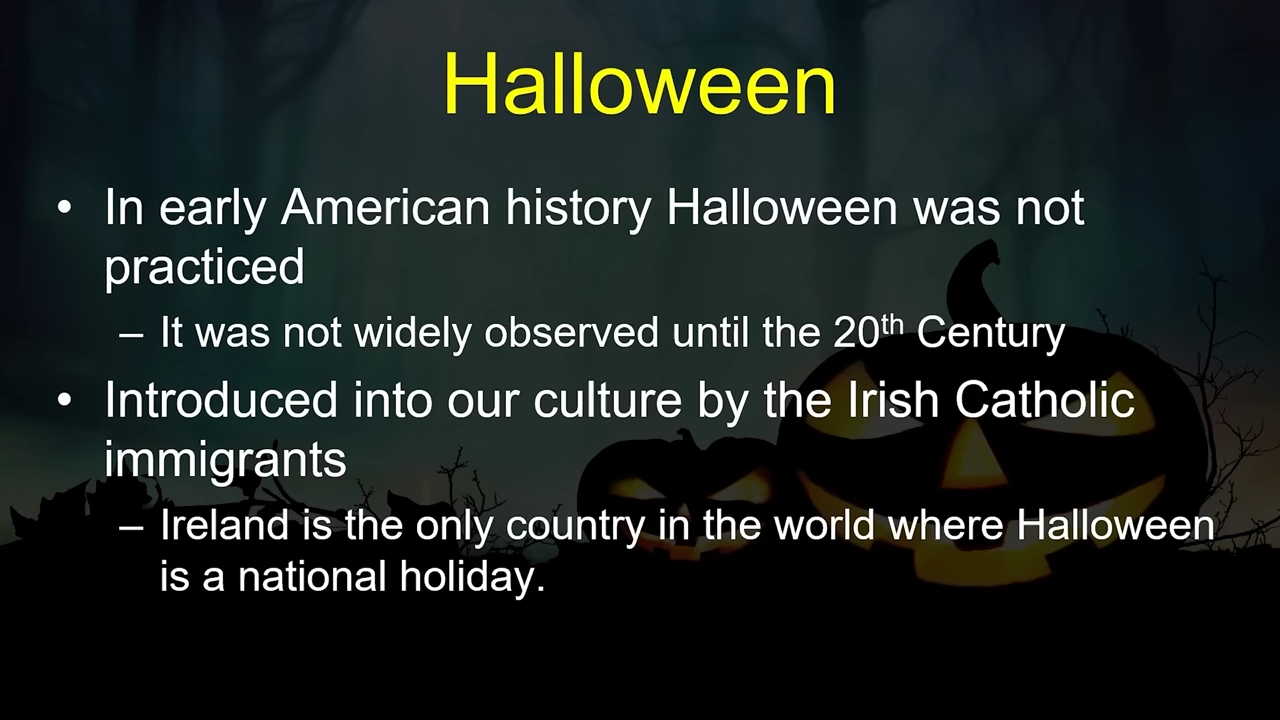 Halloween
• In early American history Halloween was not
practiced
– It was not widely observed until the 20th Century
• Introduced into our culture by the Irish Catholic
immigrants
– Ireland is the only country in the world where Halloween
is a national holiday.